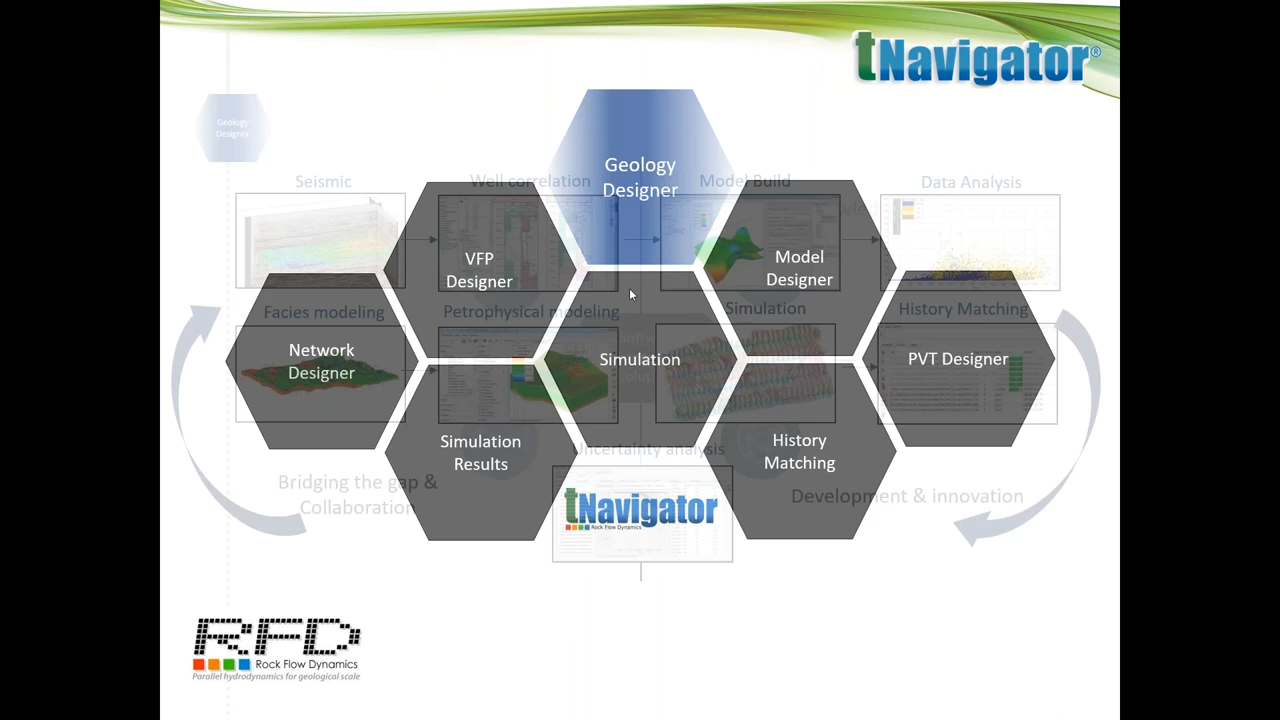 tNavigator®
Geology
Designer
Geology
Designer
Seismic
Well correlation
Model Build
Data Analysis
VFP
Designer
Model
Designer
Facies modeling
Petrophysical modeling
Simulation
History Matching
Network
Designer
Simulation
PVT Designer
Simulation
Results
History
Matching
Uncertainty analysis
Bridging the gap &
Collaboration
Development & innovation
tNavigator
Rock Flow Dynamics
RFD
Rock Flow Dynamics
Parallel hydrodynamics for geological scale